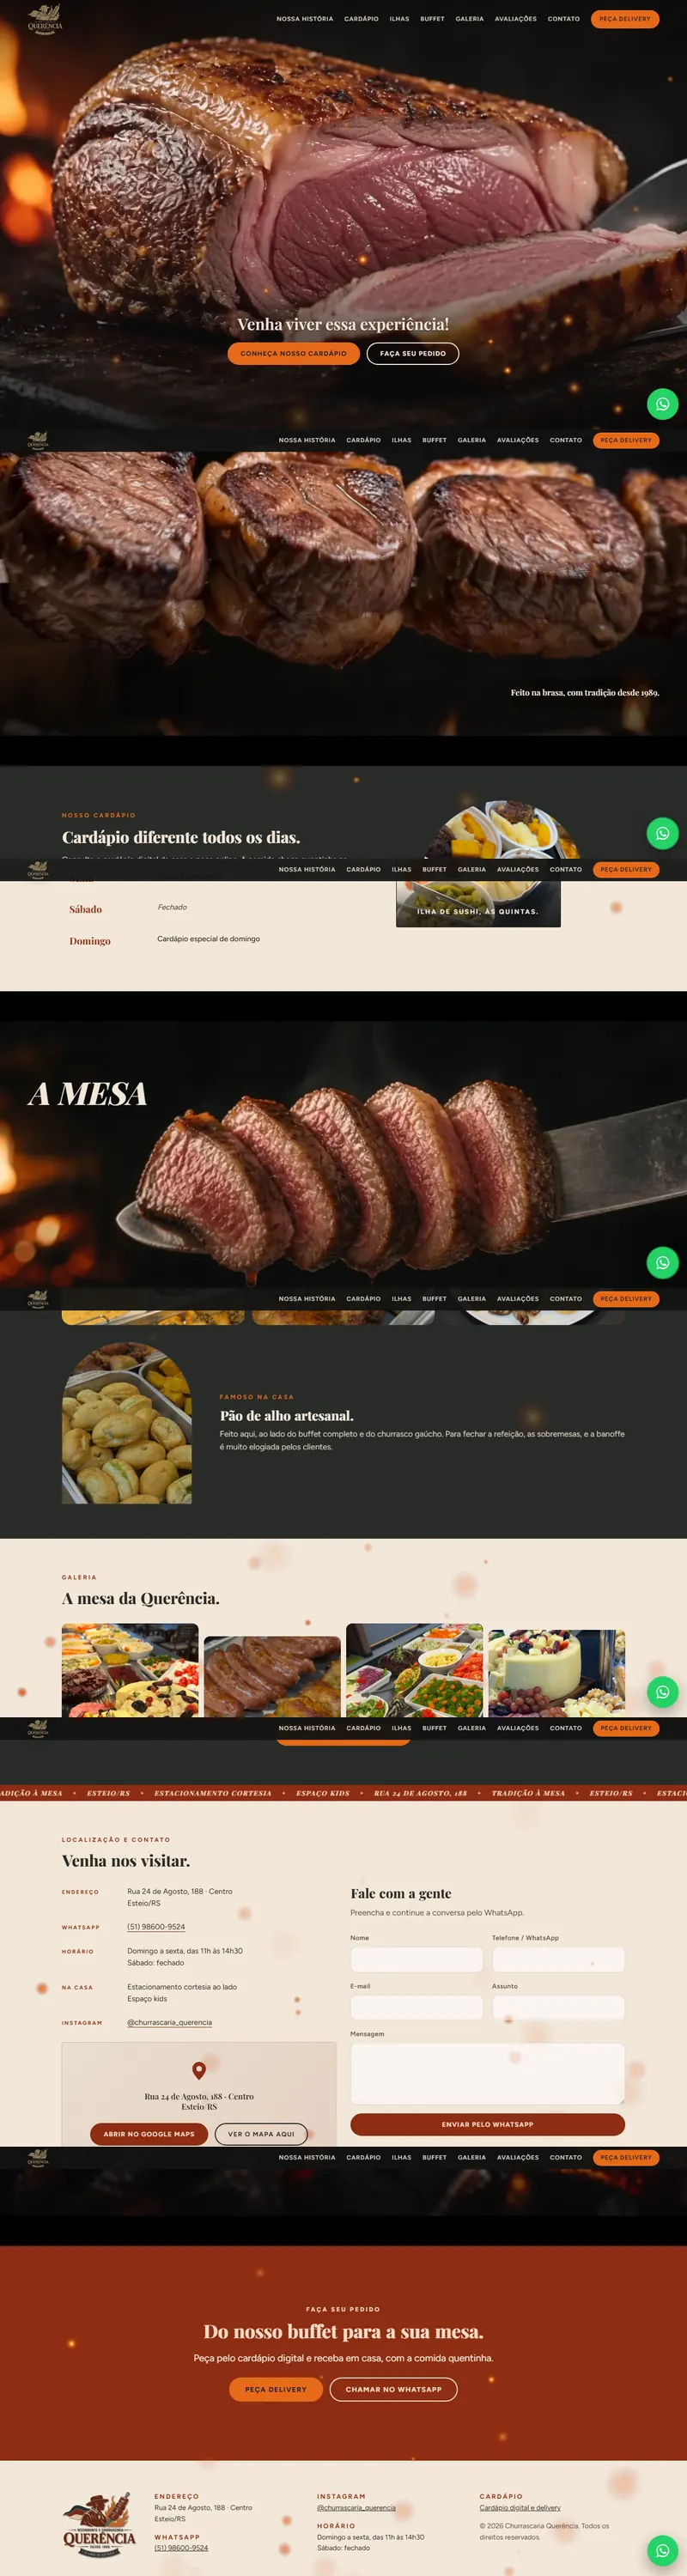 QUERÊNCIA
NOSSA HISTÓRIA CARDÁPIO ILHAS BUFFET GALERIA AVALIAÇÕES CONTATO PEÇA DELIVERY
Venha viver essa experiência!
CONHEÇA NOSSO CARDÁPIO FAÇA SEU PEDIDO
NOSSA HISTÓRIA CARDÁPIO ILHAS BUFFET GALERIA AVALIAÇÕES CONTATO PEÇA DELIVERY
Feito na brasa, com tradição desde 1989.
NOSSO CARDÁPIO
Cardápio diferente todos os dias.
NOSSA HISTÓRIA CARDÁPIO ILHAS BUFFET GALERIA AVALIAÇÕES CONTATO PEÇA DELIVERY
Sábado Fechado
ILHA DE SUSHI, ÀS QUINTAS.
Domingo Cardápio especial de domingo
A MESA
NOSSA HISTÓRIA CARDÁPIO ILHAS BUFFET GALERIA AVALIAÇÕES CONTATO PEÇA DELIVERY
FAMOSO NA CASA
Pão de alho artesanal.
Feito aqui, ao lado do buffet completo e do churrasco gaúcho. Para fechar a refeição, as sobremesas, e a banoffe
é muito elogiada pelos clientes.
GALERIA
A mesa da Querência.
NOSSA HISTÓRIA CARDÁPIO ILHAS BUFFET GALERIA AVALIAÇÕES CONTATO PEÇA DELIVERY
ADIÇÃO À MESA • ESTEIO/RS • ESTACIONAMENTO CORTESIA • ESPAÇO KIDS • RUA 24 DE AGOSTO, 188 • TRADIÇÃO À MESA • ESTEIO/RS • ESTACI
LOCALIZAÇÃO E CONTATO
Venha nos visitar.
ENDEREÇO Rua 24 de Agosto, 188 · Centro
Esteio/RS
WHATSAPP (51) 98600-9524
HORÁRIO Domingo a sexta, das 11h às 14h30
Sábado: fechado
NA CASA Estacionamento cortesia ao lado
Espaço kids
INSTAGRAM @churrascaria_querencia
Rua 24 de Agosto, 188 · Centro
Esteio/RS
ABRIR NO GOOGLE MAPS VER O MAPA AQUI
Fale com a gente
Preencha e continue a conversa pelo WhatsApp.
Nome Telefone / WhatsApp
E-mail Assunto
Mensagem
ENVIAR PELO WHATSAPP
NOSSA HISTÓRIA CARDÁPIO ILHAS BUFFET GALERIA AVALIAÇÕES CONTATO PEÇA DELIVERY
FAÇA SEU PEDIDO
Do nosso buffet para a sua mesa.
Peça pelo cardápio digital e receba em casa, com a comida quentinha.
PEÇA DELIVERY CHAMAR NO WHATSAPP
QUERÊNCIA
ENDEREÇO
Rua 24 de Agosto, 188 · Centro
Esteio/RS
WHATSAPP
(51) 98600-9524
INSTAGRAM
@churrascaria_querencia
HORÁRIO
Domingo a sexta, das 11h às 14h30
Sábado: fechado
CARDÁPIO
Cardápio digital e delivery
© 2026 Churrascaria Querência. Todos os
direitos reservados.